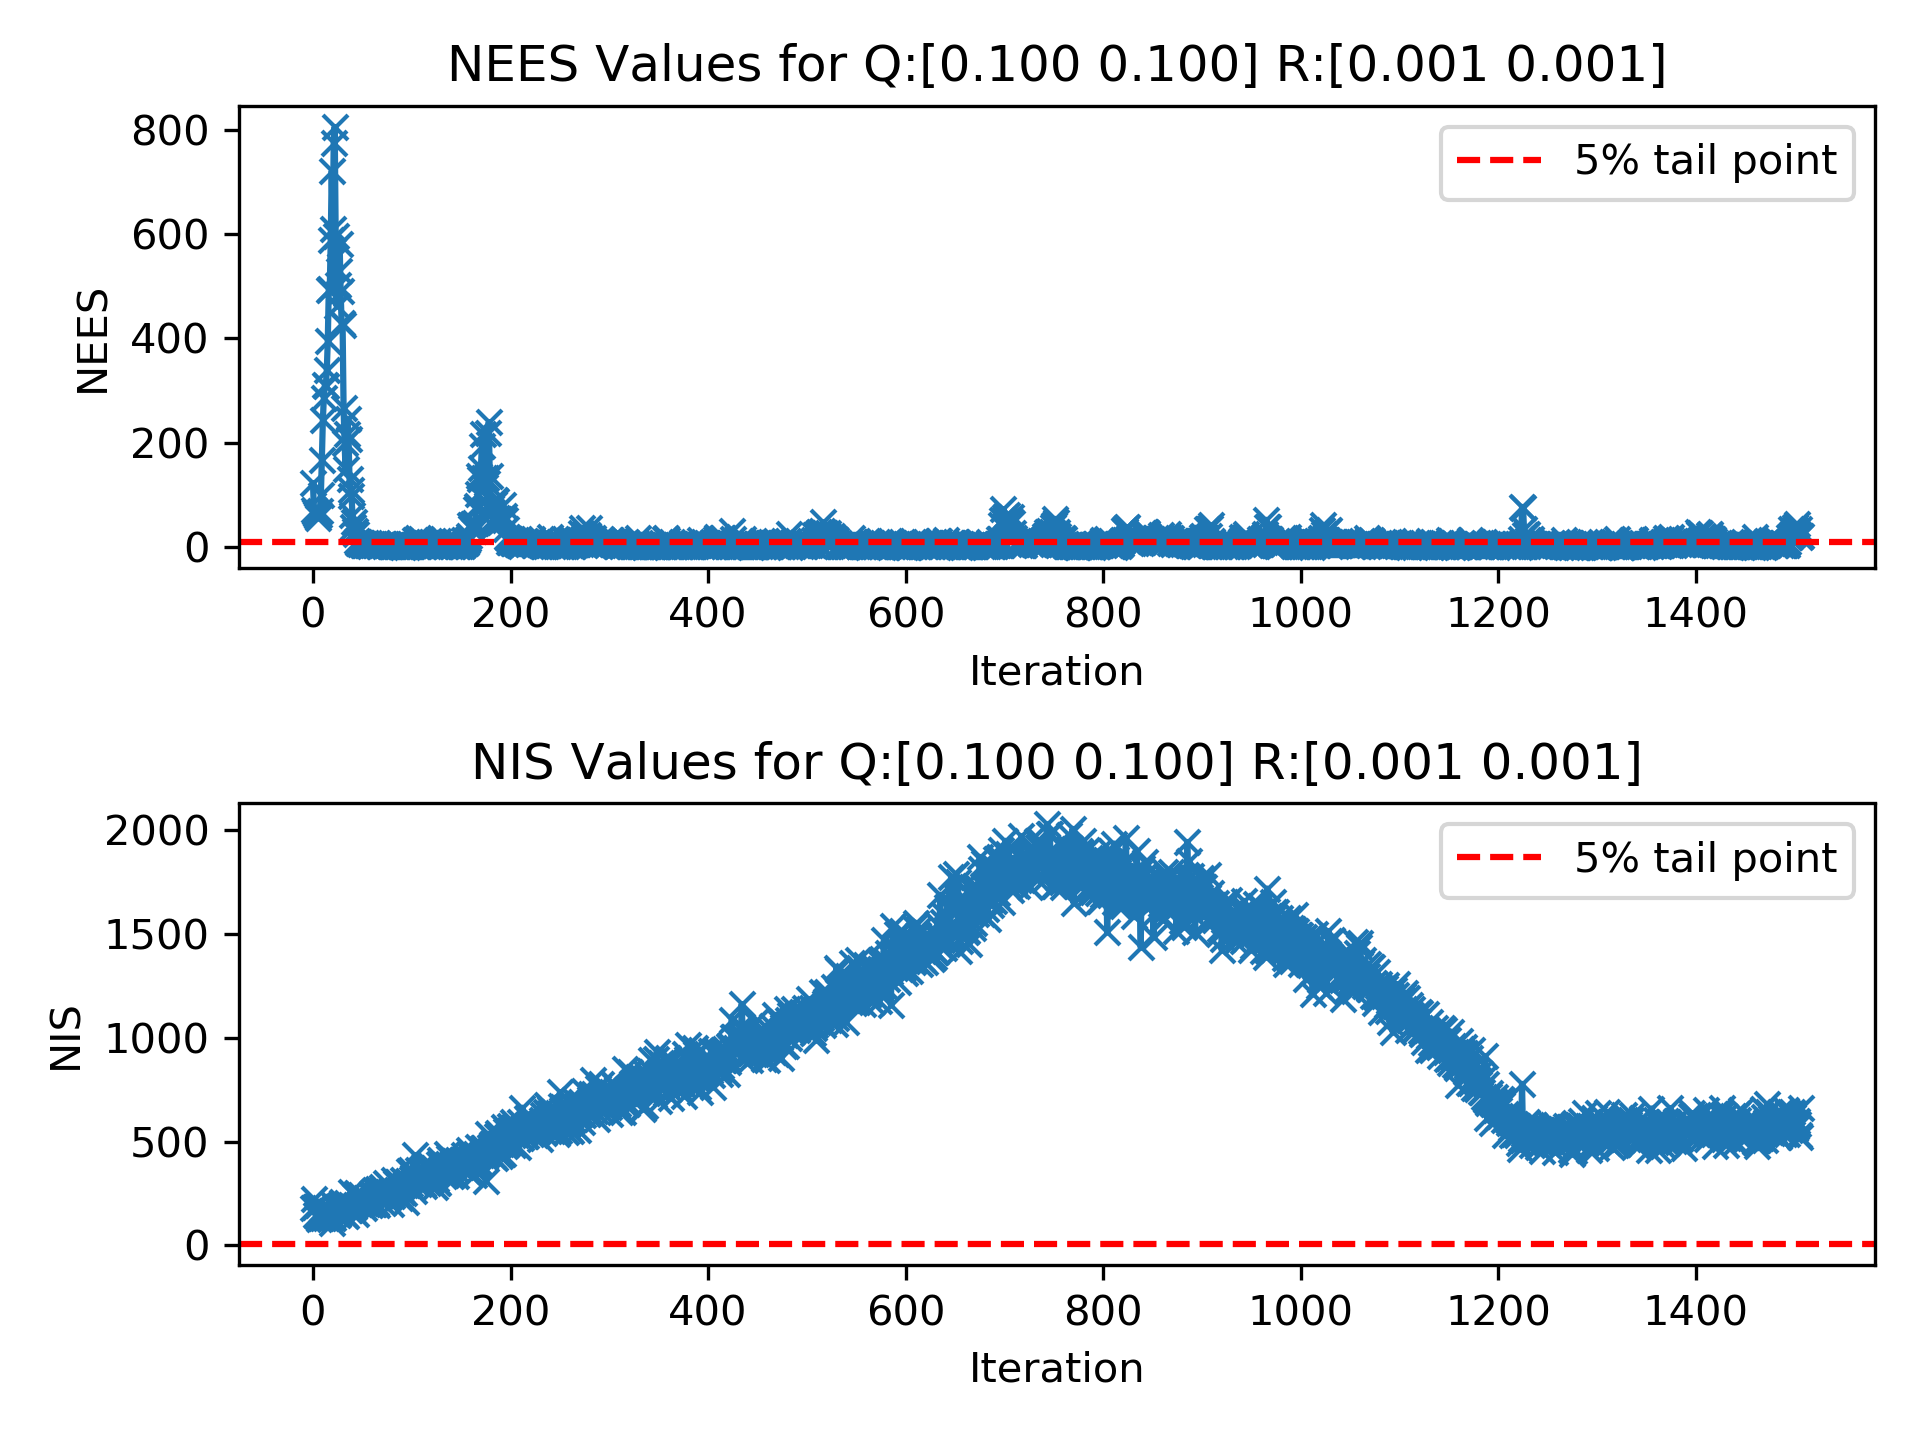 NEES Values for Q:[0.100 0.100] R:[0.001 0.001]
800
600
400
200
0
NEES
5% tail point
0 200 400 600 800 1000 1200 1400
Iteration
NIS Values for Q:[0.100 0.100] R:[0.001 0.001]
2000
1500
1000
500
0
NIS
5% tail point
0 200 400 600 800 1000 1200 1400
Iteration